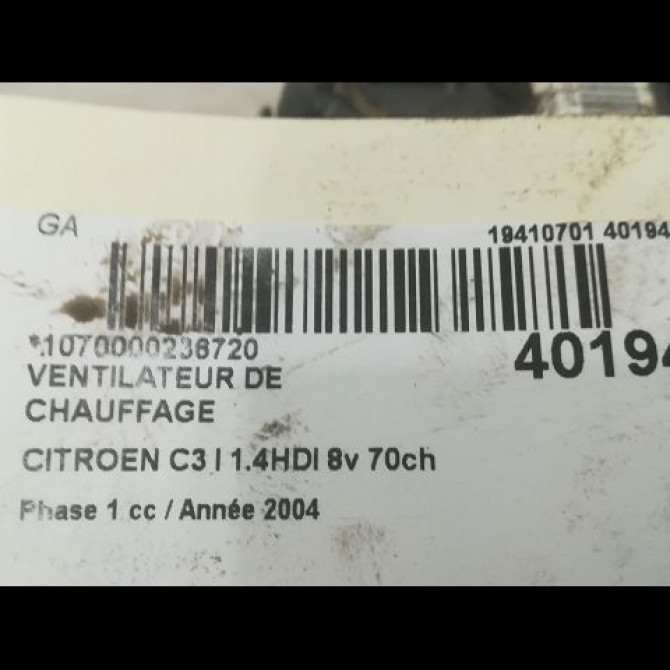 GA
19410701 40194
*1070000236720
40194
VENTILATEUR DE
CHAUFFAGE
CITROEN C3 I 1.4HDI 8v 70ch
Phase 1 cc / Année 2004